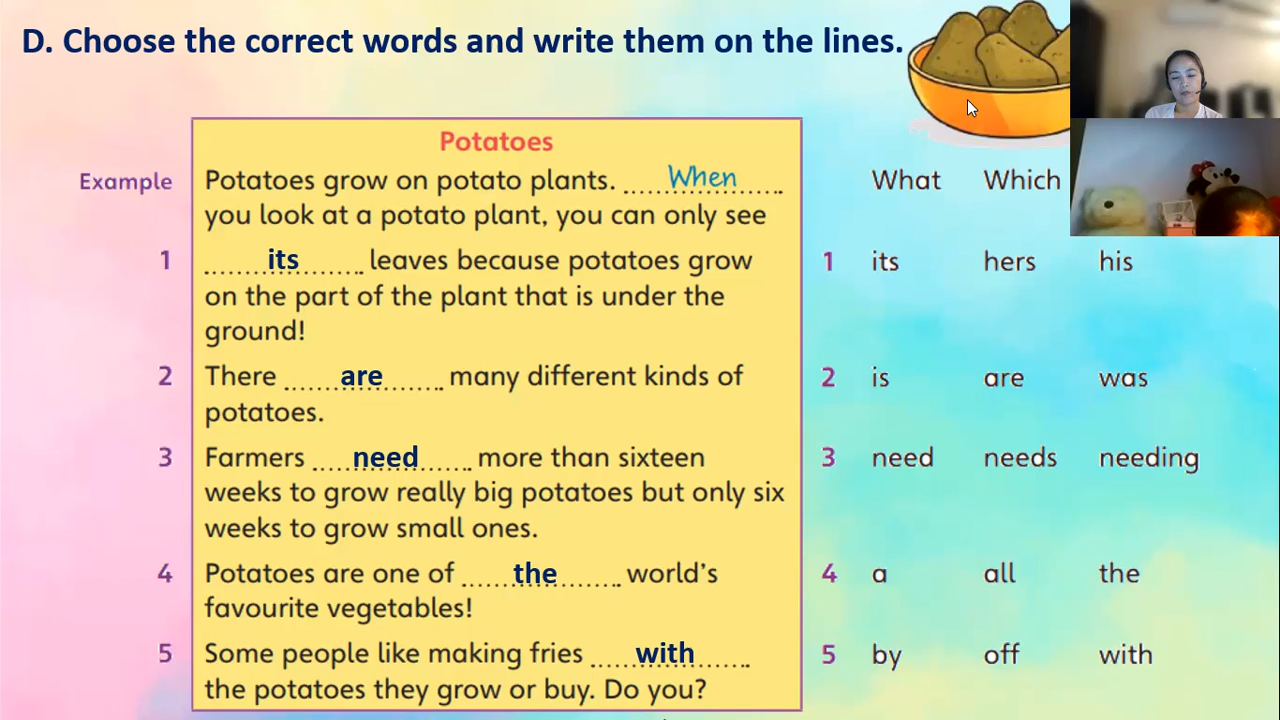 D. Choose the correct words and write them on the lines.
Potatoes
Example Potatoes grow on potato plants. When What Which
you look at a potato plant, you can only see
1 its leaves because potatoes grow 1 its hers his
on the part of the plant that is under the
ground!
2 There are many different kinds of 2 is are was
potatoes.
3 Farmers need more than sixteen 3 need needs needing
weeks to grow really big potatoes but only six
weeks to grow small ones.
4 Potatoes are one of the world's 4 a all the
favourite vegetables!
5 Some people like making fries with 5 by off with
the potatoes they grow or buy. Do you?